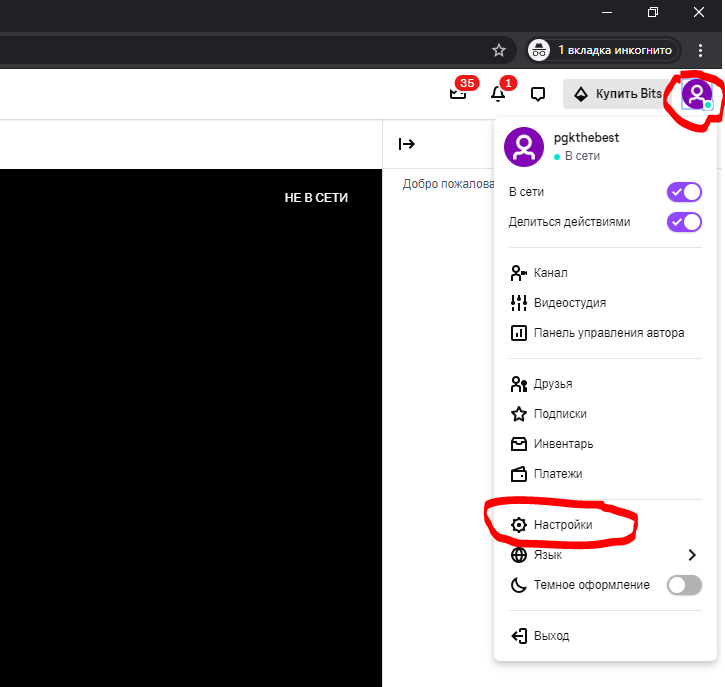 1 вкладка инкогнито
35
1
Купить Bits
pgkthebest
В сети
Добро пожалова
НЕ В СЕТИ
В сети
Делиться действиями
Канал
Видеостудия
Панель управления автора
Друзья
Подписки
Инвентарь
Платежи
Настройки
Язык
Темное оформление
Выход